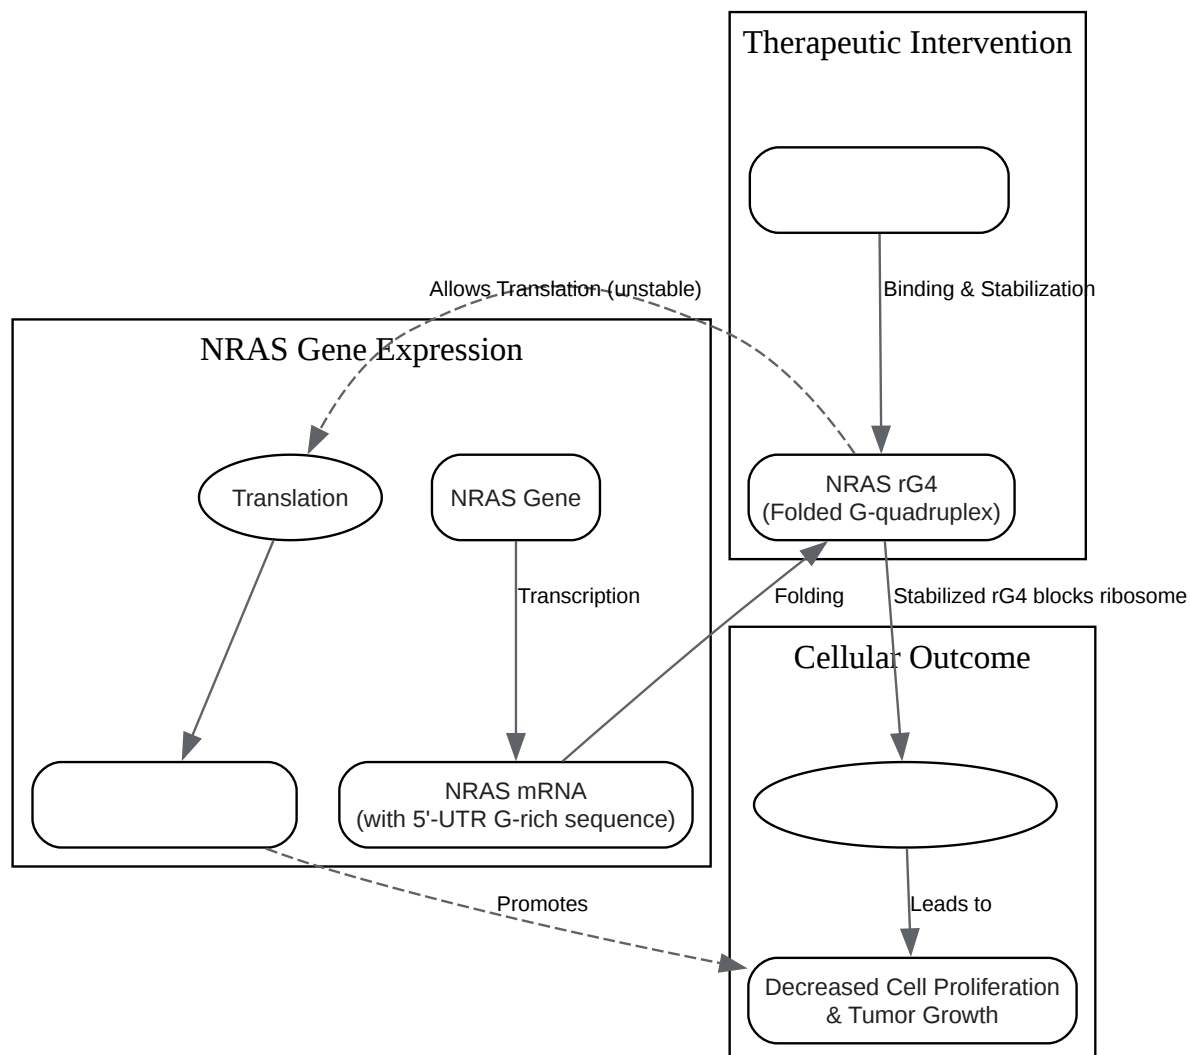 Therapeutic Intervention
Allows Translation (unstable)
Binding & Stabilization
NRAS Gene Expression
Translation
NRAS Gene
NRAS rG4
(Folded G-quadruplex)
Transcription
Folding
Stabilized rG4 blocks ribosome
Cellular Outcome
NRAS mRNA
(with 5'-UTR G-rich sequence)
Promotes
Leads to
Decreased Cell Proliferation
& Tumor Growth